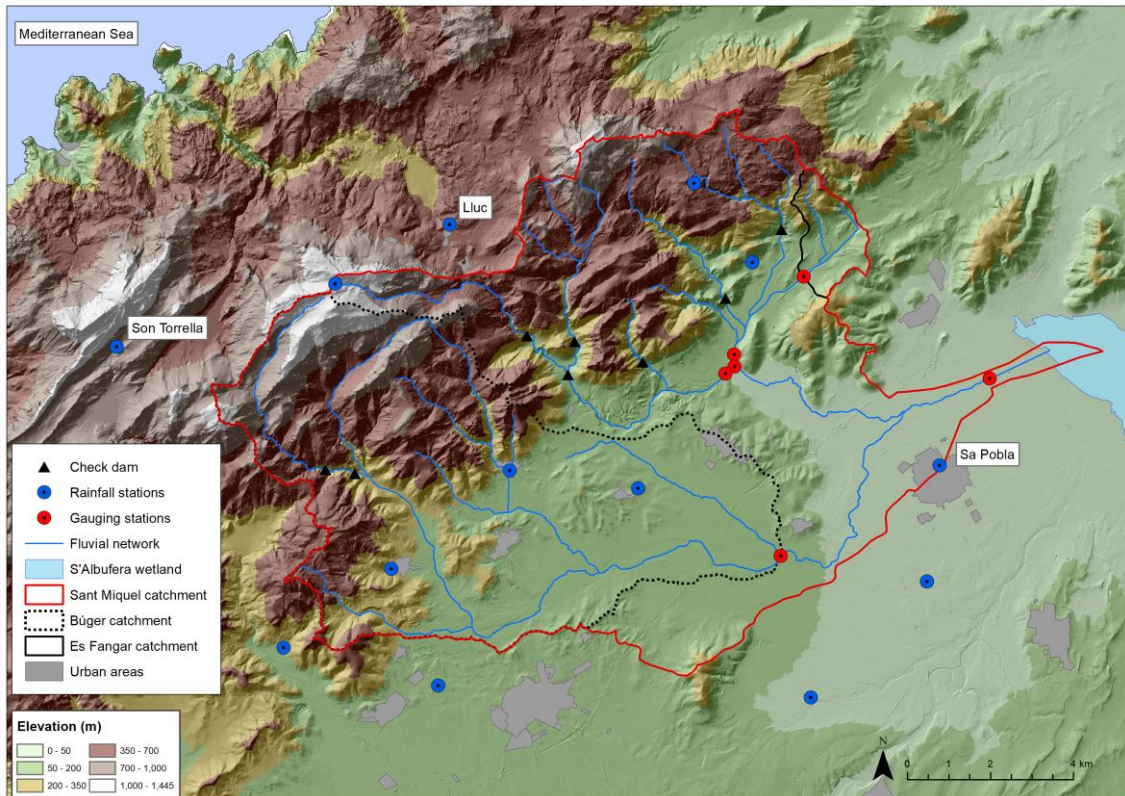 Mediterranean Sea
Lluc
Son Torrella
Sa Pobla
Check dam
Rainfall stations
Gauging stations
Fluvial network
S'Albufera wetland
Sant Miquel catchment
Búger catchment
Es Fangar catchment
Urban areas
Elevation (m)
0 - 50
350 - 700
50 - 200
700 - 1,000
200 - 350
1,000 - 1,445
N
0 1 2 4 km